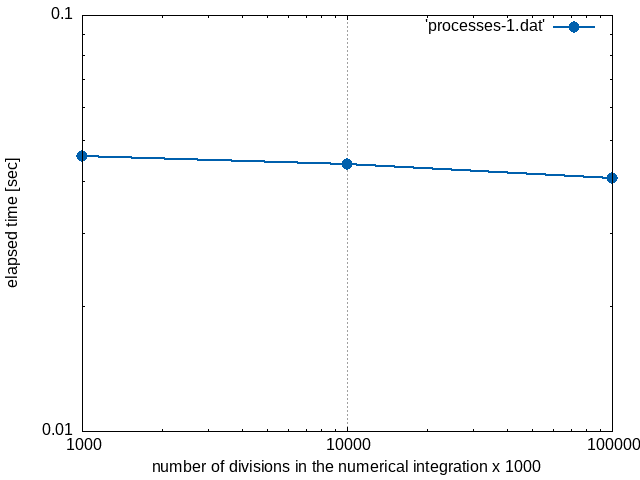 0.1
'processes-1.dat'
elapsed time [sec]
0.01
1000 10000 100000
number of divisions in the numerical integration x 1000